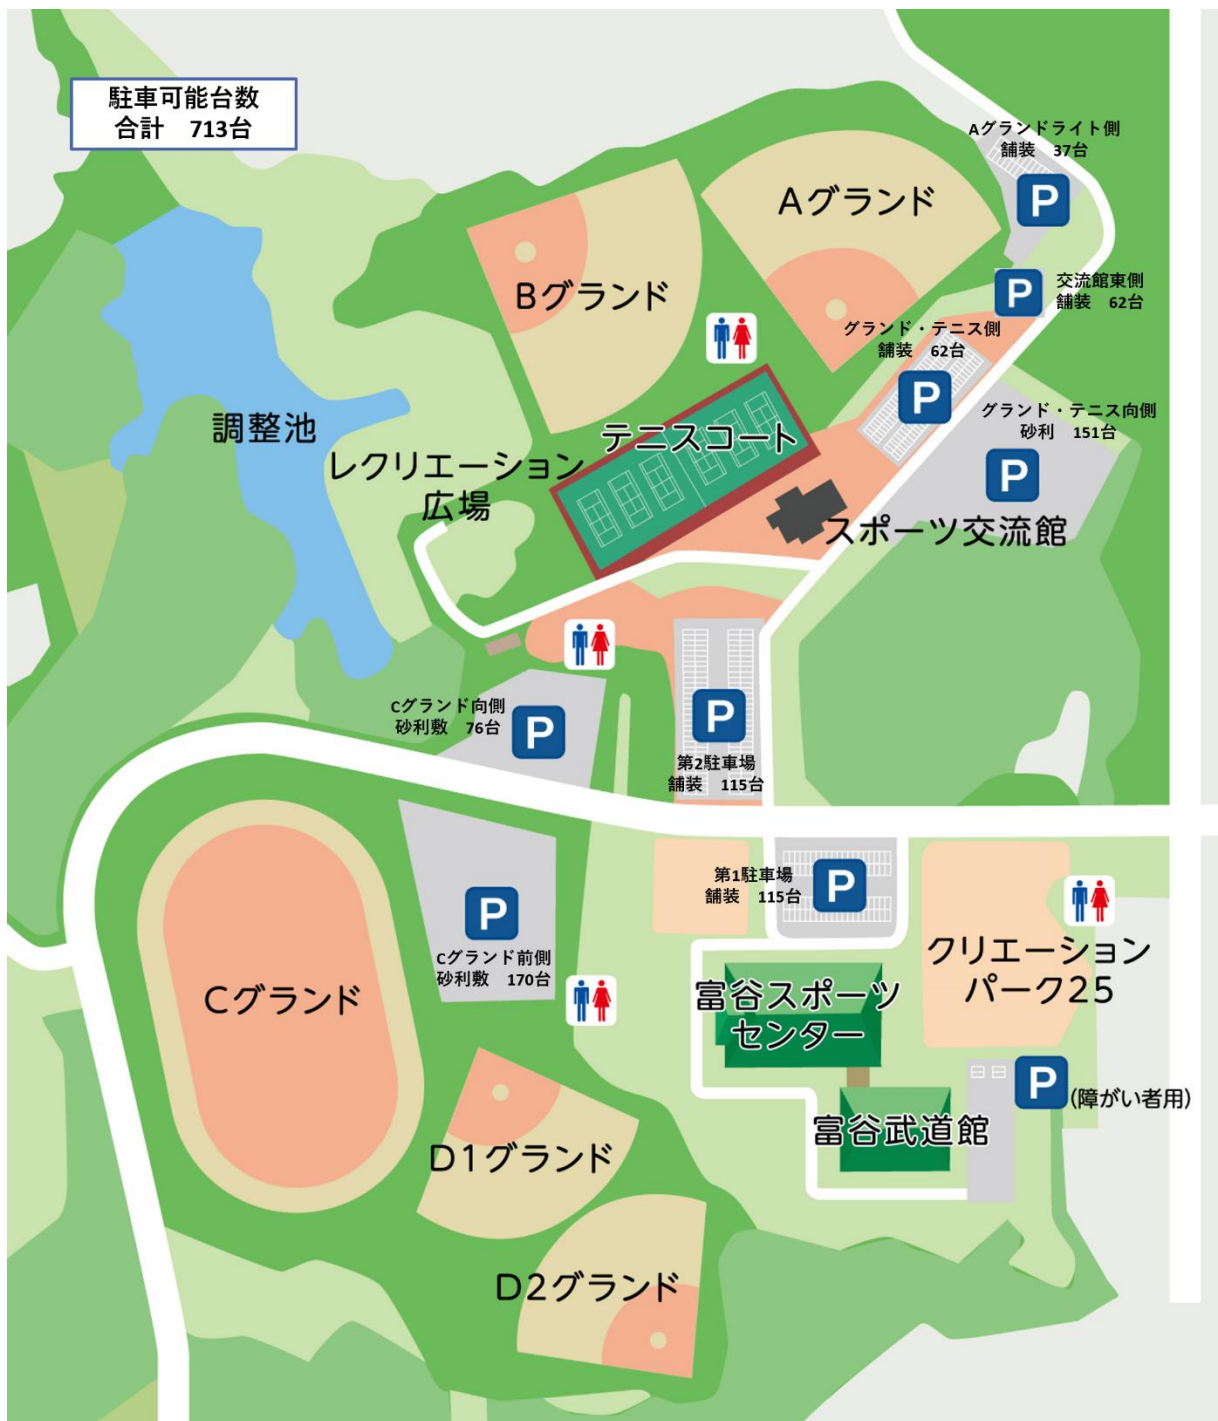 駐車可能台数
合計 713台
Aグランドライト側
舗装 37台
P
Aグランド
交流館東側
舗装 62台
P
Bグランド
グランド・テニス側
舗装 62台
P
グランド・テニス向側
砂利 151台
P
調整池
テニスコート
レクリエーション
広場
スポーツ交流館
Cグランド向側
砂利敷 76台
P
P
第2駐車場
舗装 115台
第1駐車場
舗装 115台
P
P
Cグランド前側
砂利敷 170台
Cグランド
クリエーション
パーク25
富谷スポーツ
センター
P
(障がい者用)
富谷武道館
D1グランド
D2グランド